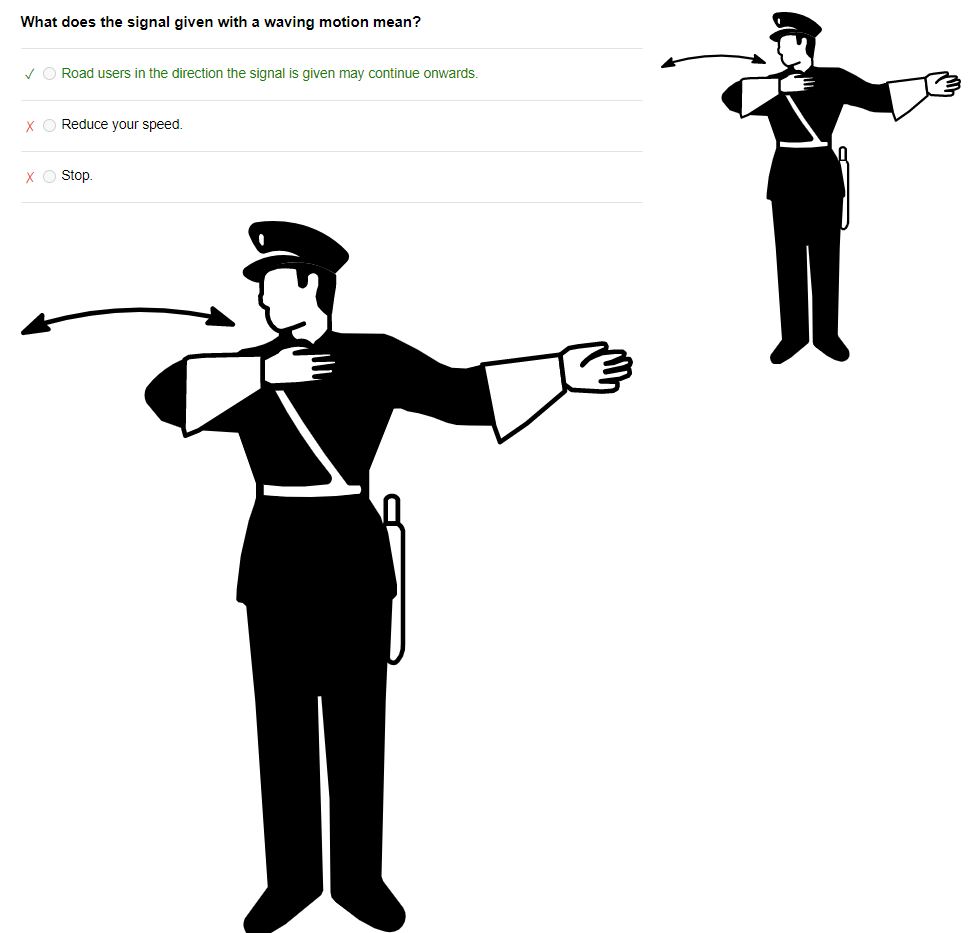 What does the signal given with a waving motion mean?
✓ Road users in the direction the signal is given may continue onwards.
X Reduce your speed.
X Stop.